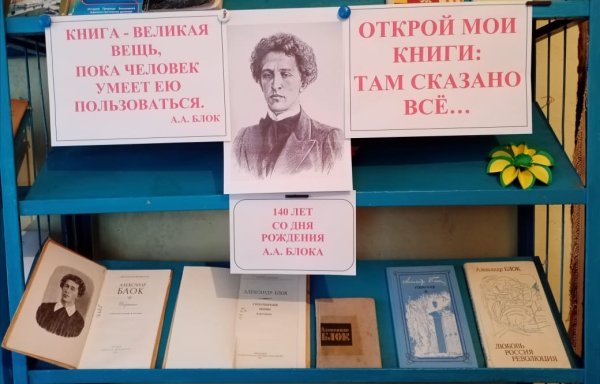 КНИГА - ВЕЛИКАЯ
ВЕЩЬ,
ПОКА ЧЕЛОВЕК
УМЕЕТ ЕЮ
ПОЛЬЗОВАТЬСЯ.
А.А. БЛОК
ОТКРОЙ МОИ
КНИГИ:
ТАМ СКАЗАНО
ВСЁ...
140 ЛЕТ
СО ДНЯ
РОЖДЕНИЯ
А.А. БЛОКА
АЛЕКСАНДР
БЛОК
АЛЕКСАНДР БЛОК
Александр
БЛОК
Александр БЛОК
ЛЮБОВЬ
РОССИЯ
РЕВОЛЮЦИЯ